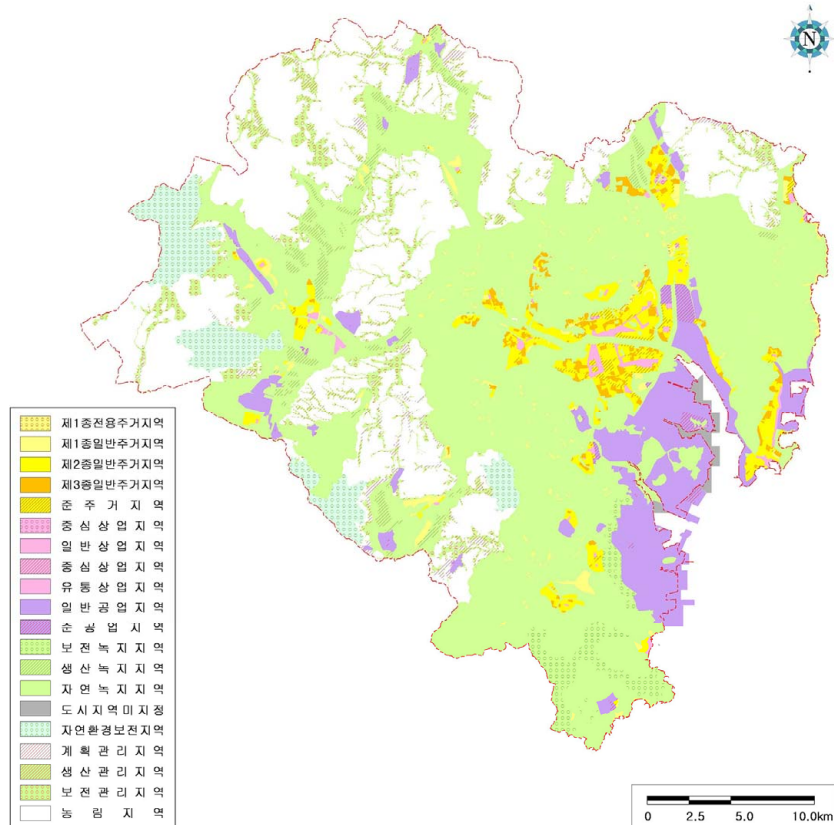 N
제1종전용주거지역
제1종일반주거지역
제2종일반주거지역
제3종일반주거지역
준 주 거 지 역
중 심 상 업 지 역
일 반 상 업 지 역
중 심 상 업 지 역
유 통 상 업 지 역
일 반 공 업 지 역
준 공 업 지 역
보 전 녹 지 지 역
생 산 녹 지 지 역
자 연 녹 지 지 역
도 시 지 역 미 지 정
자연환경보전지역
계 획 관 리 지 역
생 산 관 리 지 역
보 전 관 리 지 역
농 림 지 역
0 2.5 5.0 10.0km